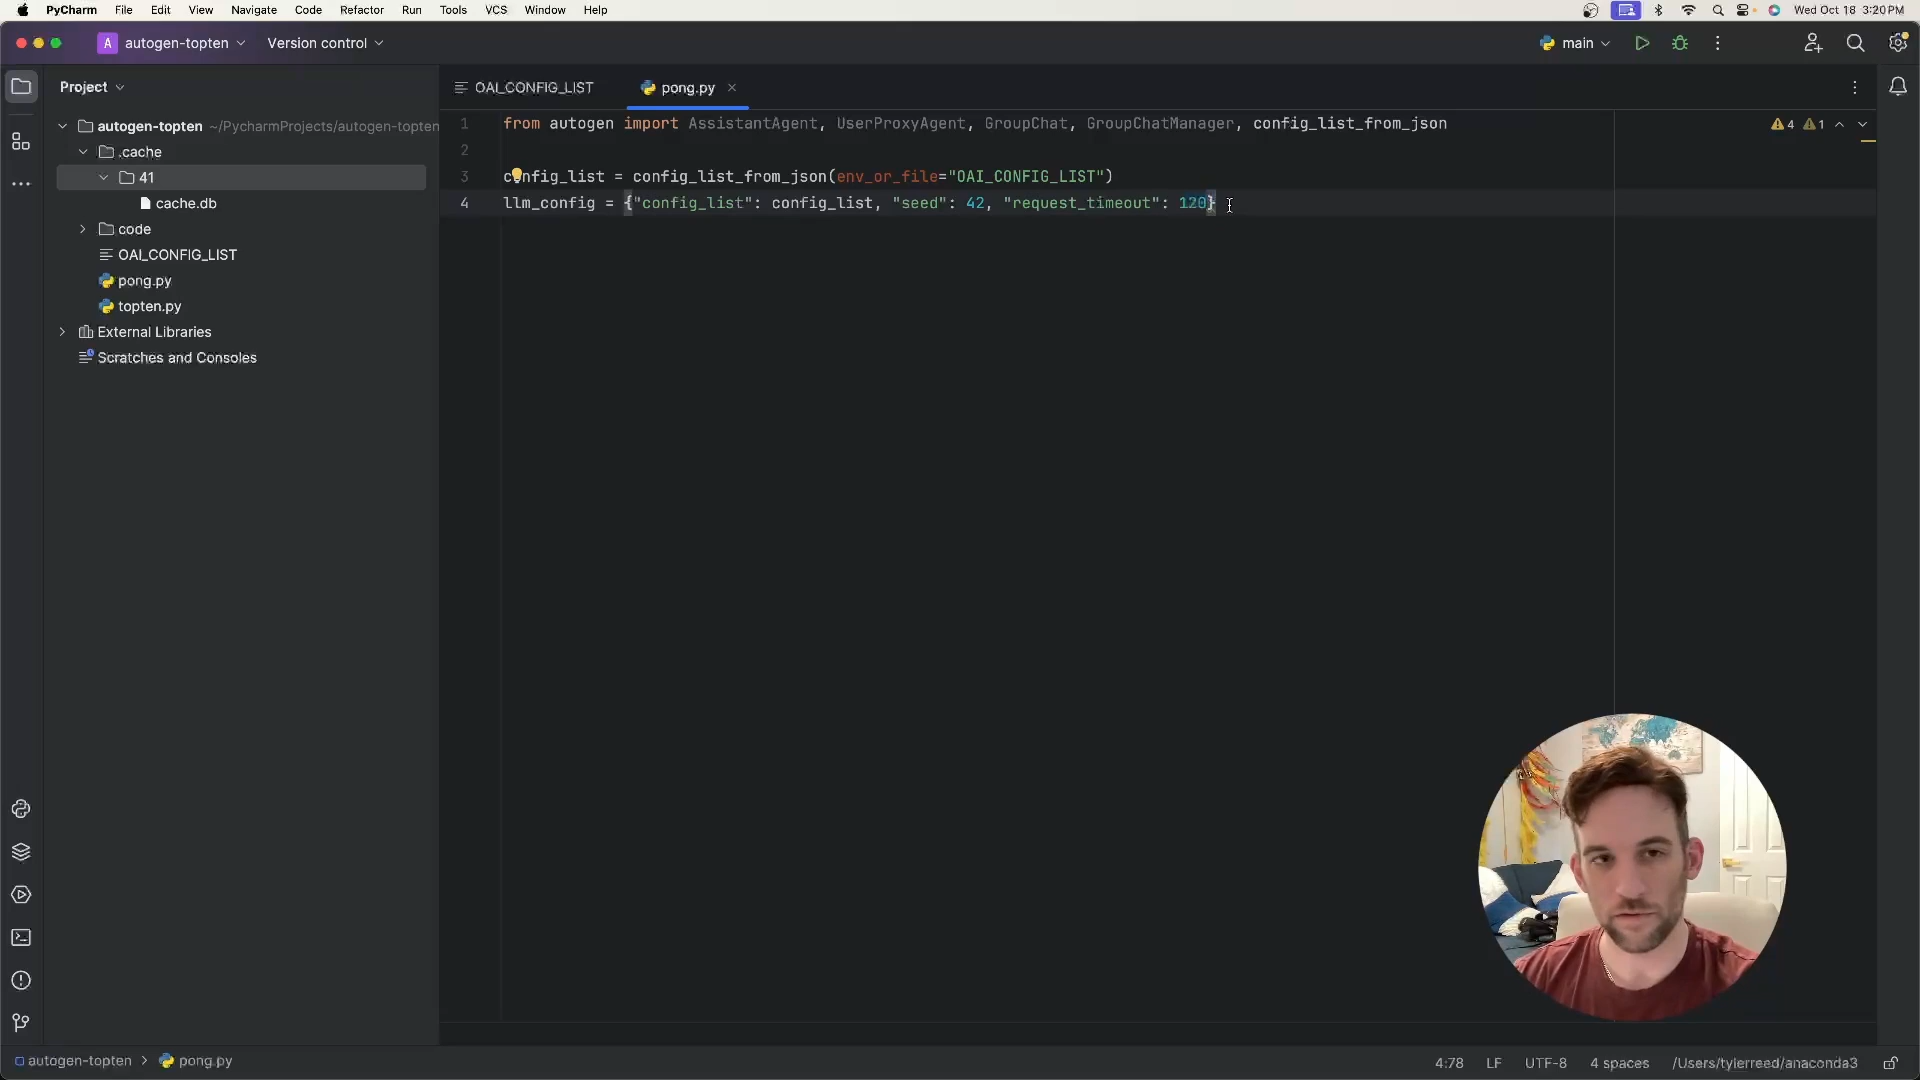 PyCharm File Edit View Navigate Code Refactor Run Tools VCS Window Help Wed Oct 18 3:20 PM
A autogen-topten Version control main
Project
OAI_CONFIG_LIST pong.py
autogen-topten ~/PycharmProjects/autogen-topten
.cache
41
cache.db
code
OAI_CONFIG_LIST
pong.py
topten.py
External Libraries
Scratches and Consoles
1 from autogen import AssistantAgent, UserProxyAgent, GroupChat, GroupChatManager, config_list_from_json
2
3 config_list = config_list_from_json(env_or_file="OAI_CONFIG_LIST")
4 llm_config = {"config_list": config_list, "seed": 42, "request_timeout": 120}
4 1
autogen-topten > pong.py
4:78 LF UTF-8 4 spaces /Users/tylerreed/anaconda3